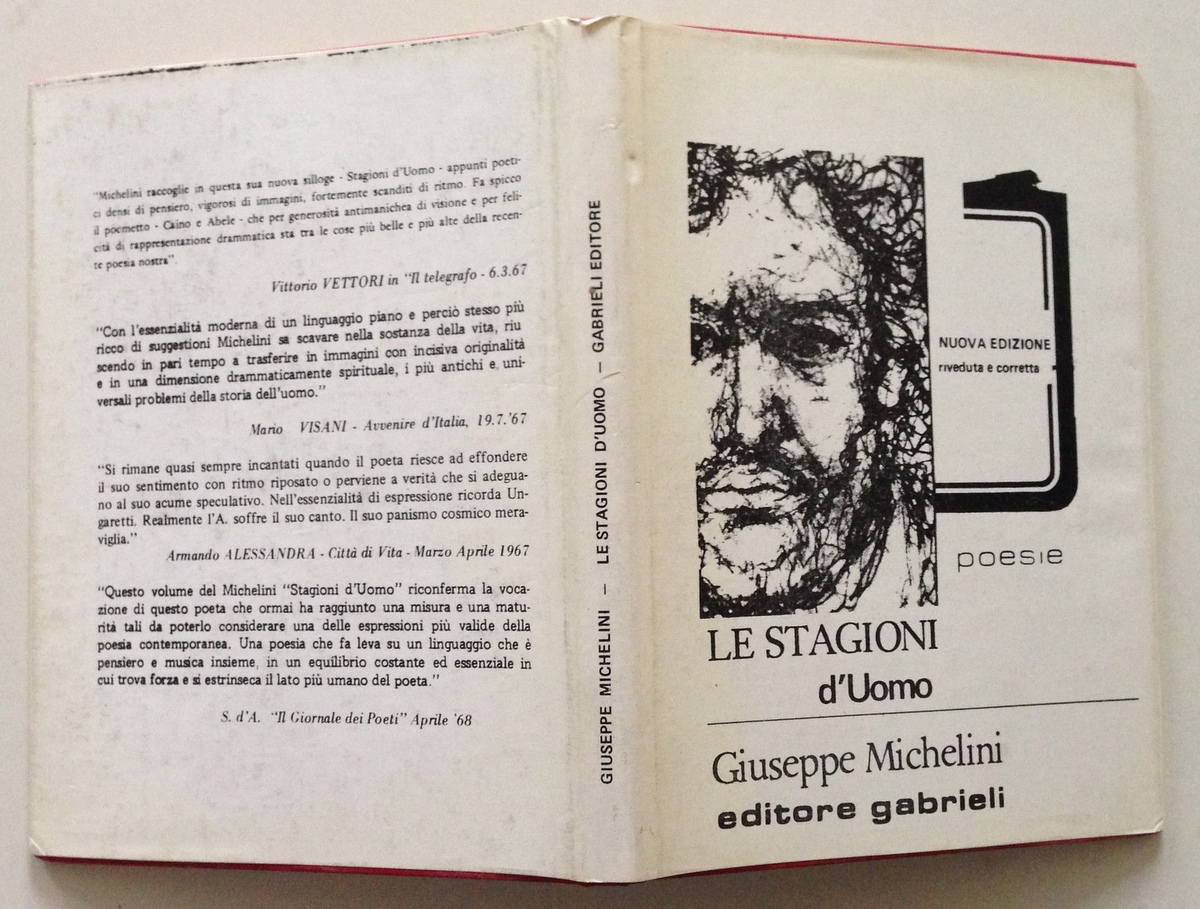 "Michelini raccoglie in questa sua nuova silloge - Stagioni d'Uomo - appunti poeti-
ci densi di pensiero, vigorosi di immagini, fortemente scanditi di ritmo. Fa spicco
il poemetto - Caino e Abele - che per generosità antimanichea di visione e per feli-
cità di rappresentazione drammatica sta tra le cose più belle e più alte della recen-
te poesia nostra".
Vittorio VETTORI in "Il telegrafo - 6.3.67
"Con l'essenzialità moderna di un linguaggio piano e perciò stesso più
ricco di suggestioni Michelini sa scavare nella sostanza della vita, riu
scendo in pari tempo a trasferire in immagini con incisiva originalità
e in una dimensione drammaticamente spirituale, i più antichi e uni-
versali problemi della storia dell'uomo."
Mario VISANI - Avvenire d'Italia, 19.7.'67
"Si rimane quasi sempre incantati quando il poeta riesce ad effondere
il suo sentimento con ritmo riposato o perviene a verità che si adegua-
no al suo acume speculativo. Nell'essenzialità di espressione ricorda Un-
garetti. Realmente l'A. soffre il suo canto. Il suo panismo cosmico mera-
viglia."
Armando ALESSANDRA - Città di Vita - Marzo Aprile 1967
"Questo volume del Michelini "Stagioni d'Uomo" riconferma la voca-
zione di questo poeta che ormai ha raggiunto una misura e una matu-
rità tali da poterlo considerare una delle espressioni più valide della
poesia contemporanea. Una poesia che fa leva su un linguaggio che è
pensiero e musica insieme, in un equilibrio costante ed essenziale in
cui trova forza e si estrinseca il lato più umano del poeta."
S. d'A. "Il Giornale dei Poeti" Aprile '68
GIUSEPPE MICHELINI — LE STAGIONI D'UOMO — GABRIELI EDITORE
NUOVA EDIZIONE
riveduta e corretta
poesie
LE STAGIONI
d'Uomo
Giuseppe Michelini
editore gabrieli